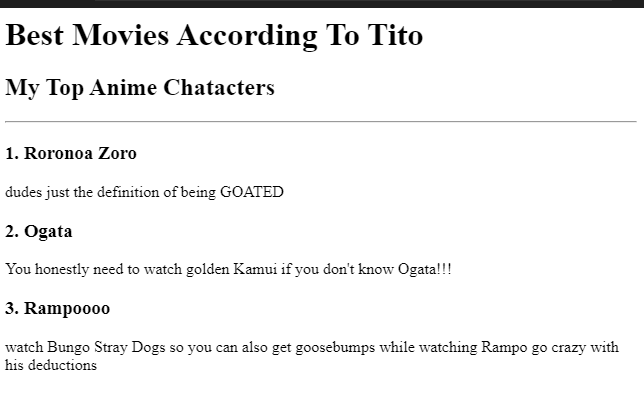 Best Movies According To Tito
My Top Anime Chatacters
1. Roronoa Zoro
dudes just the definition of being GOATED
2. Ogata
You honestly need to watch golden Kamui if you don't know Ogata!!!
3. Rampoooo
watch Bungo Stray Dogs so you can also get goosebumps while watching Rampo go crazy with
his deductions